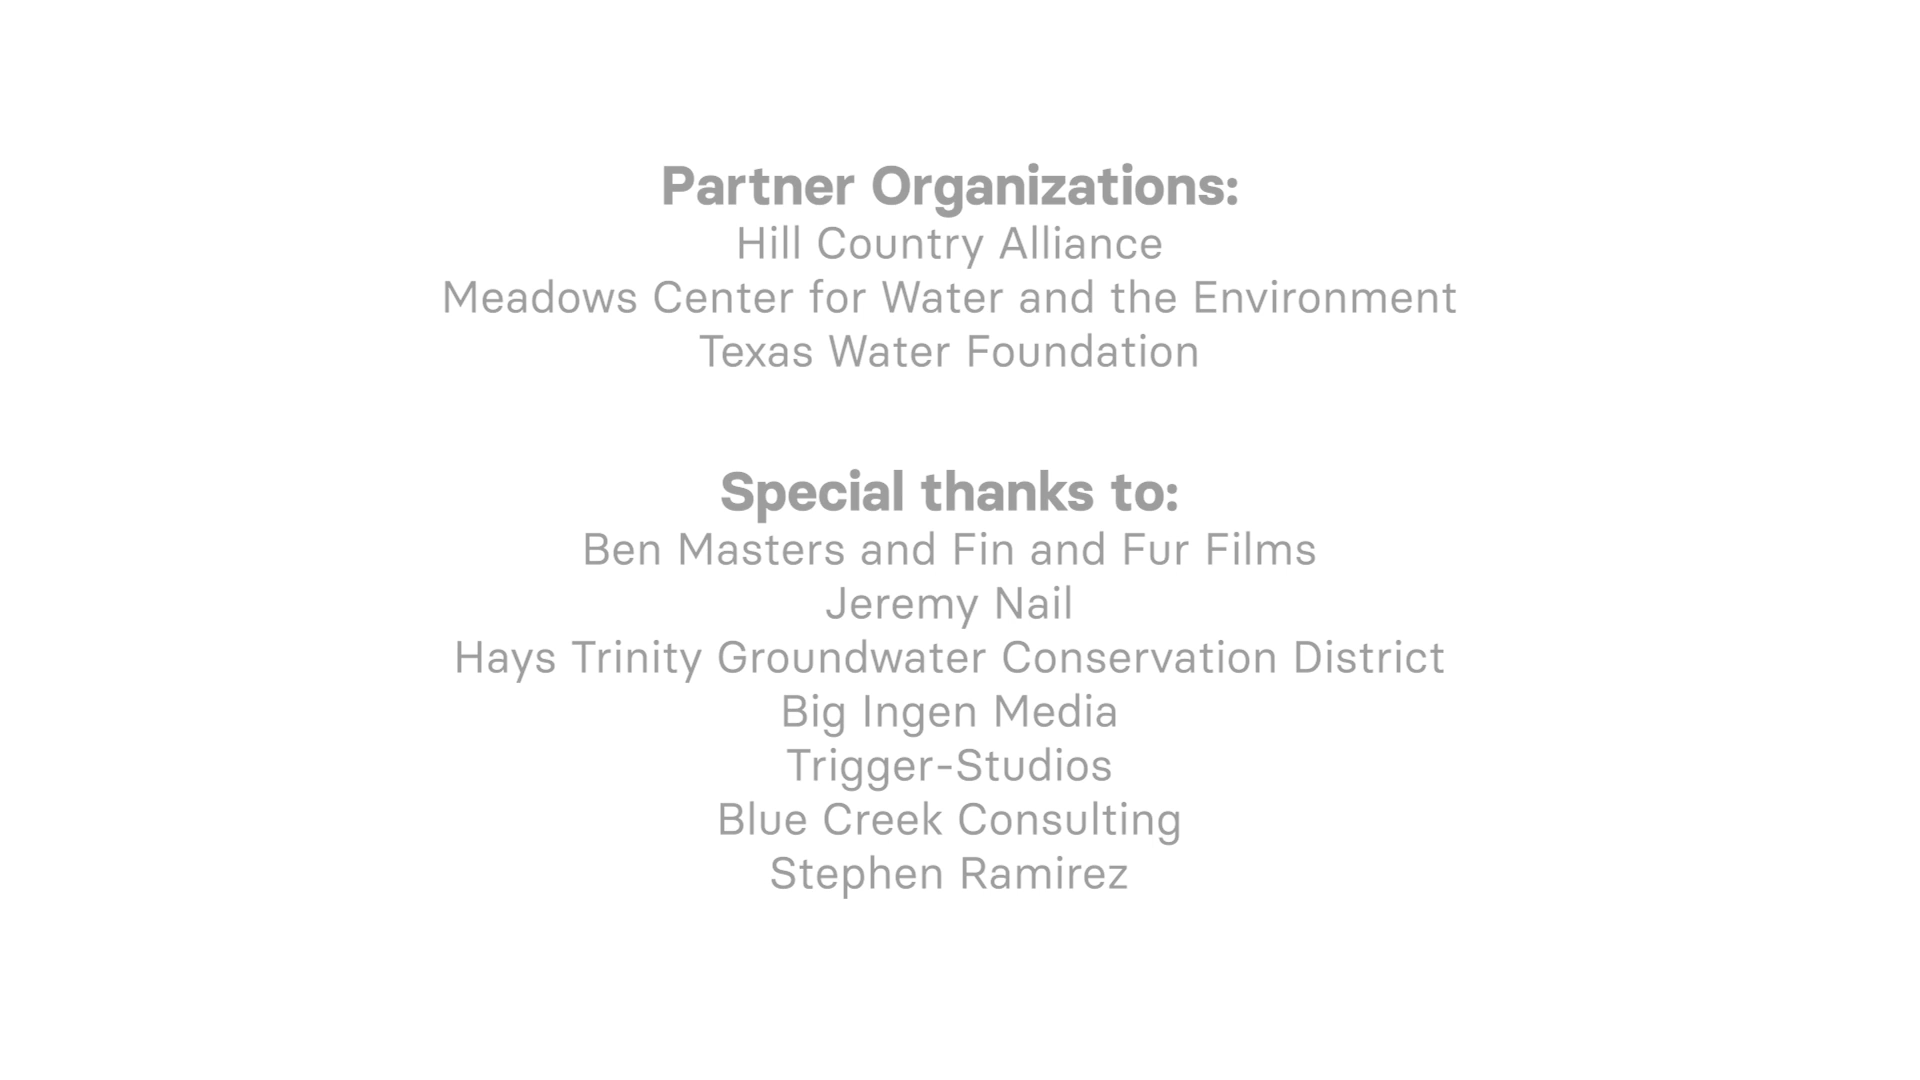 Partner Organizations:
Hill Country Alliance
Meadows Center for Water and the Environment
Texas Water Foundation
Special thanks to:
Ben Masters and Fin and Fur Films
Jeremy Nail
Hays Trinity Groundwater Conservation District
Big Ingen Media
Trigger-Studios
Blue Creek Consulting
Stephen Ramirez